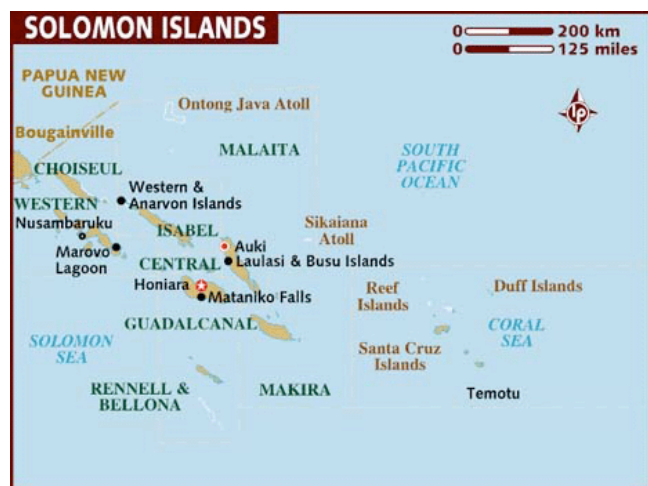 SOLOMON ISLANDS
0 200 km
0 125 miles
PAPUA NEW
GUINEA
Ontong Java Atoll
lp
Bougainville
MALAITA
SOUTH
PACIFIC
OCEAN
CHOISEUL
Western &
Anarvon Islands
WESTERN
Nusambaruku
ISABEL
Sikaiana
Atoll
Auki
Marovo
Lagoon
CENTRAL
Laulasi & Busu Islands
Honiara
Mataniko Falls
Reef
Islands
Duff Islands
GUADALCANAL
SOLOMON
SEA
CORAL
SEA
Santa Cruz
Islands
RENNELL &
BELLONA
MAKIRA
Temotu